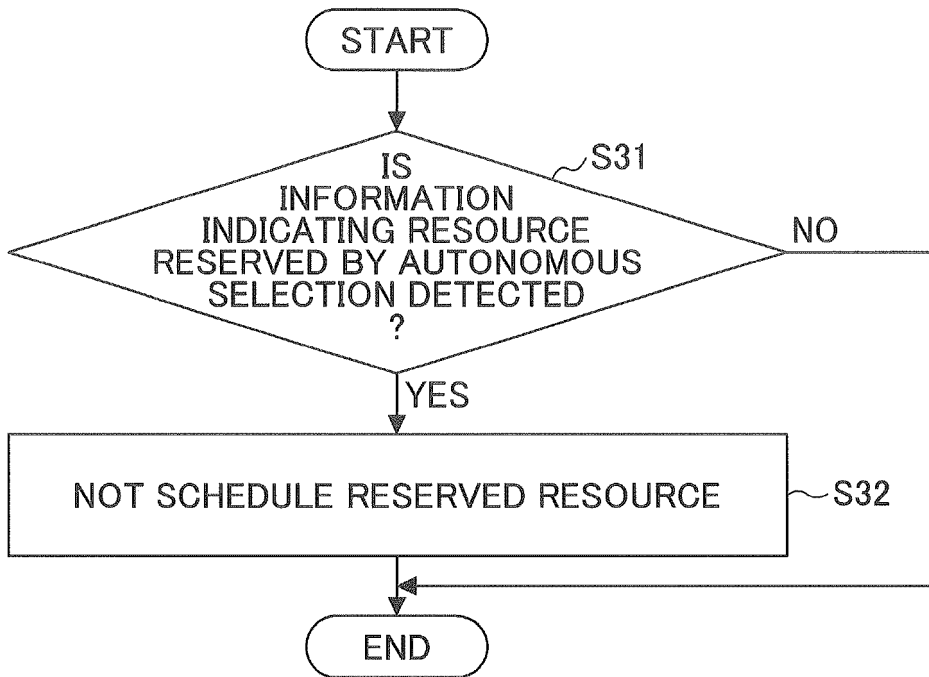 START
S31
IS
INFORMATION
INDICATING RESOURCE
RESERVED BY AUTONOMOUS
SELECTION DETECTED
?
NO
YES
NOT SCHEDULE RESERVED RESOURCE
S32
END